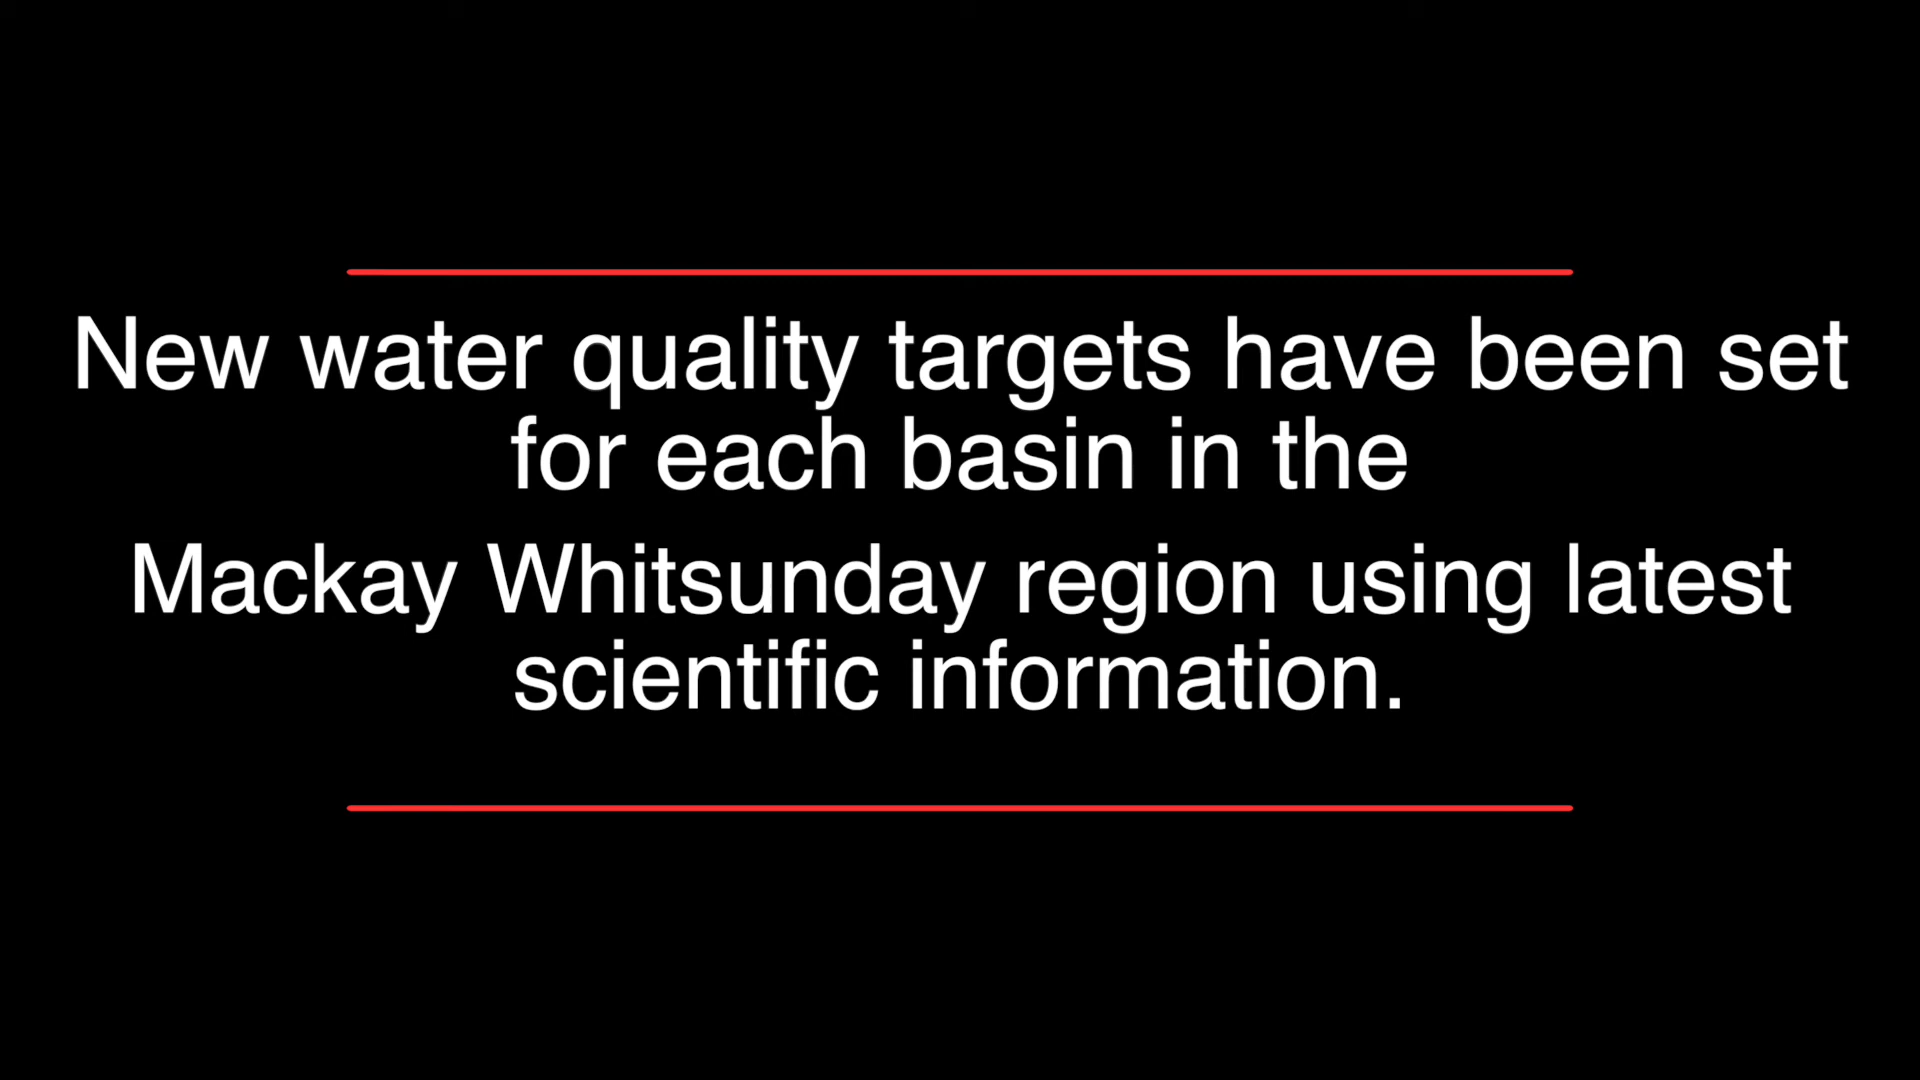 New water quality targets have been set
for each basin in the
Mackay Whitsunday region using latest
scientific information.